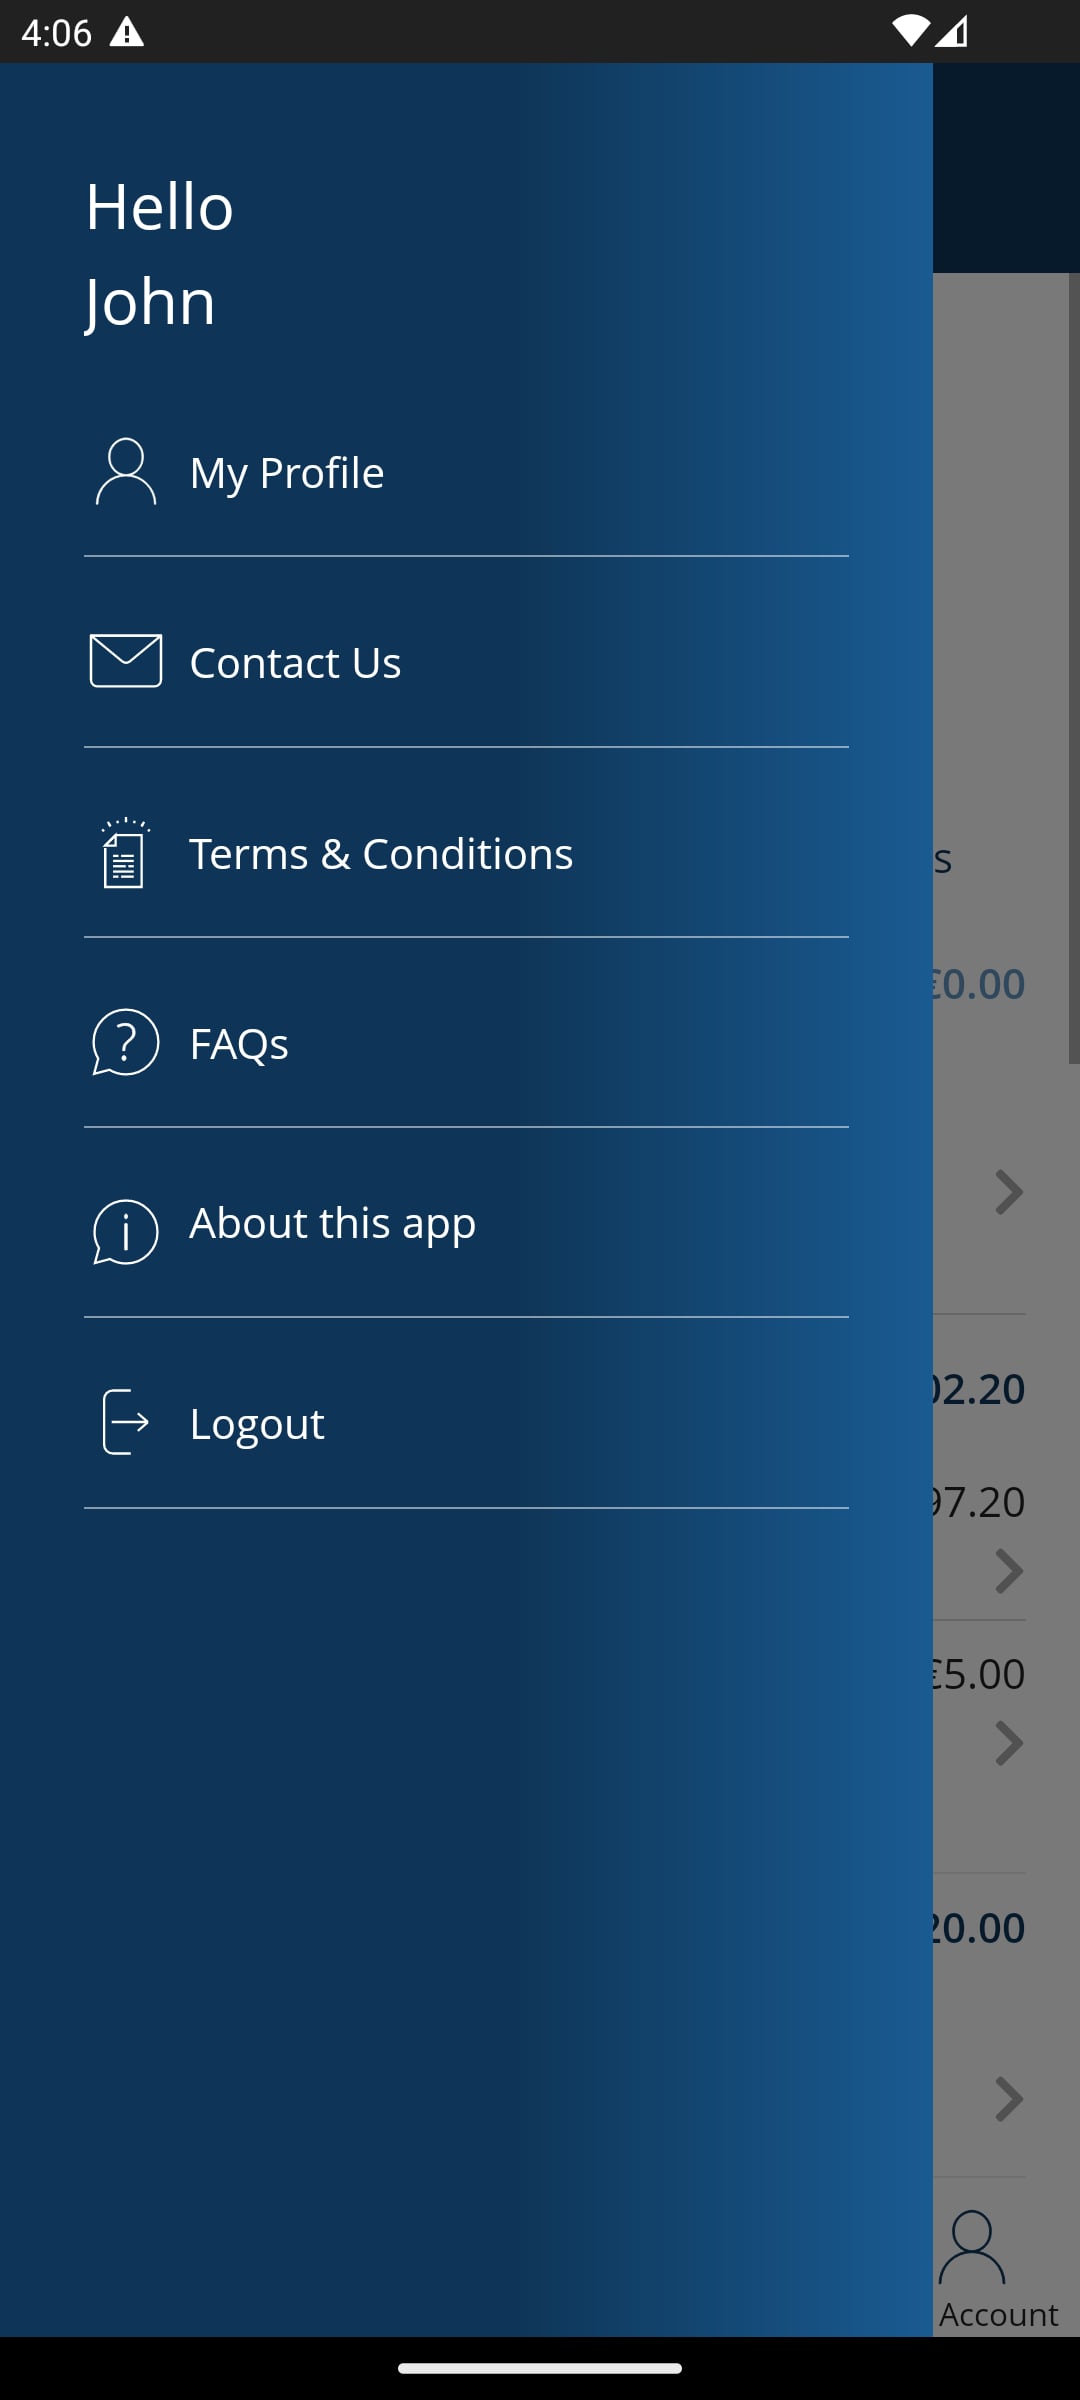 4:06
Hello
John
My Profile
Contact Us
Terms & Conditions
s
€0.00
FAQs
About this app
02.20
Logout
97.20
€5.00
20.00
Account